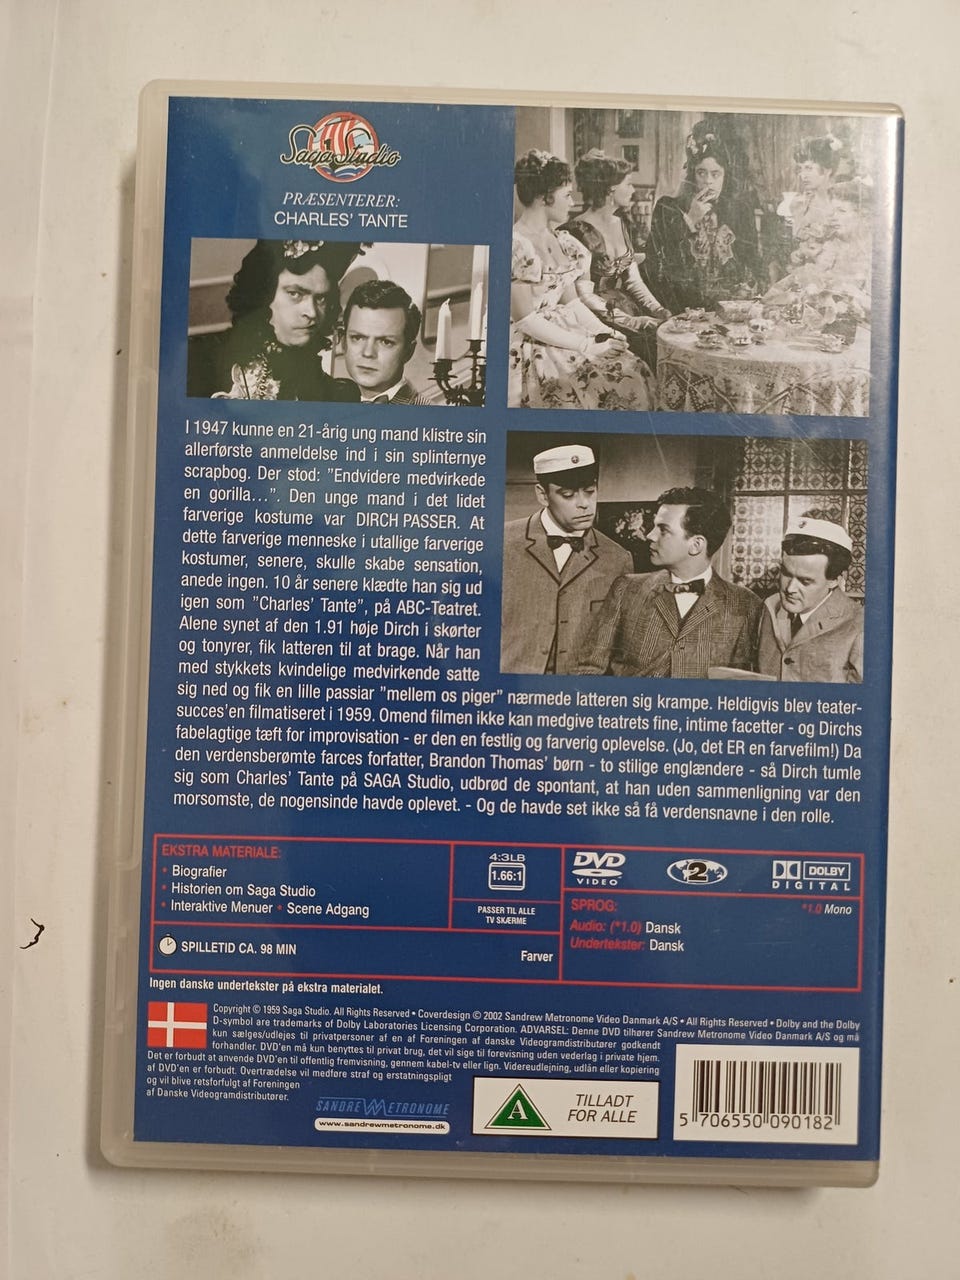 Saga Studio
PRÆSENTERER:
CHARLES' TANTE
I 1947 kunne en 21-årig ung mand klistre sin
allerførste anmeldelse ind i sin splinternye
scrapbog. Der stod: "Endvidere medvirkede
en gorilla...". Den unge mand i det lidet
farverige kostume var DIRCH PASSER. At
dette farverige menneske i utallige farverige
kostumer, senere, skulle skabe sensation,
anede ingen. 10 år senere klædte han sig ud
igen som "Charles' Tante", på ABC-Teatret.
Alene synet af den 1.91 høje Dirch i skørter
og tonyrer, fik latteren til at brage. Når han
med stykkets kvindelige medvirkende satte
sig ned og fik en lille passiar "mellem os piger" nærmede latteren sig krampe. Heldigvis blev teater-
succes'en filmatiseret i 1959. Omend filmen ikke kan medgive teatrets fine, intime facetter - og Dirchs
fabelagtige tæft for improvisation - er den en festlig og farverig oplevelse. (Jo, det ER en farvefilm!) Da
den verdensberømte farces forfatter, Brandon Thomas' børn - to stilige englændere - så Dirch tumle
sig som Charles' Tante på SAGA Studio, udbrød de spontant, at han uden sammenligning var den
morsomste, de nogensinde havde oplevet. - Og de havde set ikke så få verdensnavne i den rolle.
EKSTRA MATERIALE:
• Biografier
• Historien om Saga Studio
• Interaktive Menuer • Scene Adgang
SPILLETID CA. 98 MIN
4:3LB
1.66:1
PASSER TIL ALLE
TV SKÆRME
Farver
DVD
VIDEO
2
DOLBY
DIGITAL
SPROG:
*1.0 Mono
Audio: (*1.0) Dansk
Undertekster: Dansk
Ingen danske undertekster på ekstra materialet.
Copyright © 1959 Saga Studio. All Rights Reserved • Coverdesign © 2002 Sandrew Metronome Video Danmark A/S • All Rights Reserved • Dolby and the Dolby
D-symbol are trademarks of Dolby Laboratories Licensing Corporation. ADVARSEL: Denne DVD tilhører Sandrew Metronome Video Danmark A/S og må
kun sælges/udlejes til privatpersoner af en af Foreningen af danske Videogramdistributører godkendt
forhandler. DVD'en må kun benyttes til privat brug, det vil sige til forevisning uden vederlag i private hjem.
Det er forbudt at anvende DVD'en til offentlig fremvisning, gennem kabel-tv eller lign. Videreudlejning, udlån eller kopiering
af DVD'en er forbudt. Overtrædelse vil medføre straf og erstatningspligt
og vil blive retsforfulgt af Foreningen
af Danske Videogramdistributører.
SANDREW METRONOME
www.sandrewmetronome.dk
A
TILLADT
FOR ALLE
5 706550 090182